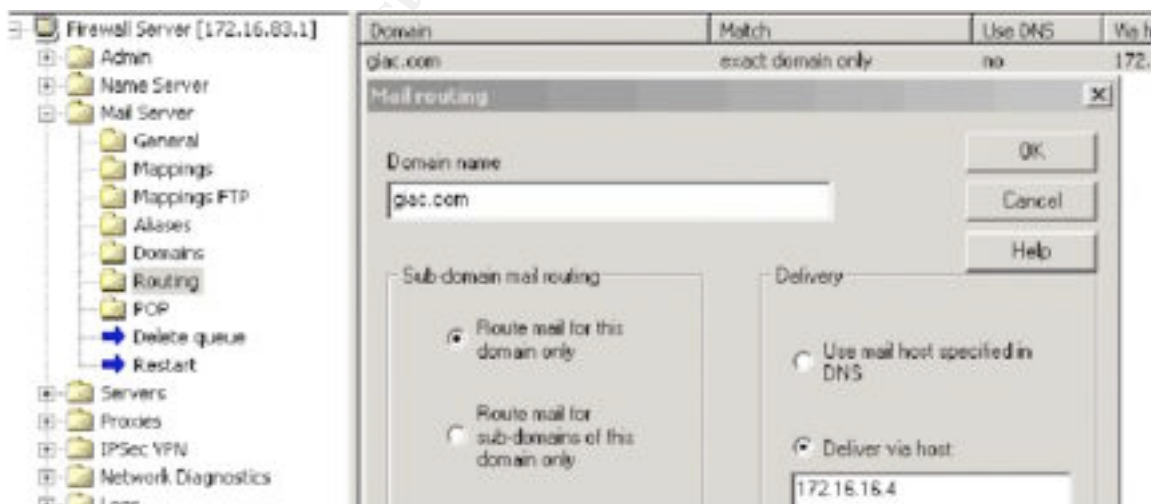 Firewall Server [172.16.83.1]
Admin
Name Server
Mail Server
General
Mappings
Mappings FTP
Aliases
Domains
Routing
POP
Delete queue
Restart
Servers
Proxies
IPSec VPN
Network Diagnostics
Logs
Domain Match Use DNS Via h
giac.com exact domain only no 172.
Mail routing
Domain name
giac.com
OK
Cancel
Help
Sub-domain mail routing
Route mail for this
domain only
Route mail for
sub-domains of this
domain only
Delivery
Use mail host specified in
DNS
Deliver via host:
172.16.16.4